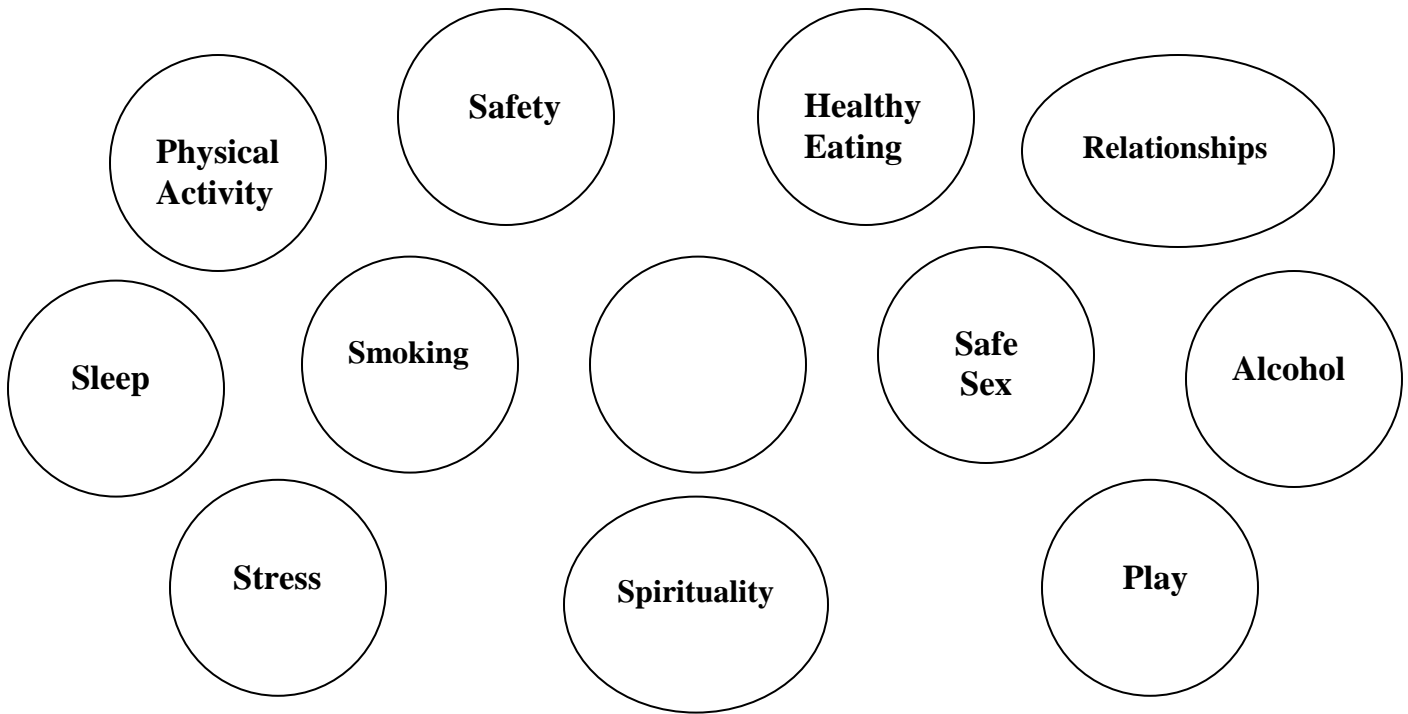 Physical
Activity
Safety
Healthy
Eating
Relationships
Sleep
Smoking
Safe
Sex
Alcohol
Stress
Spirituality
Play